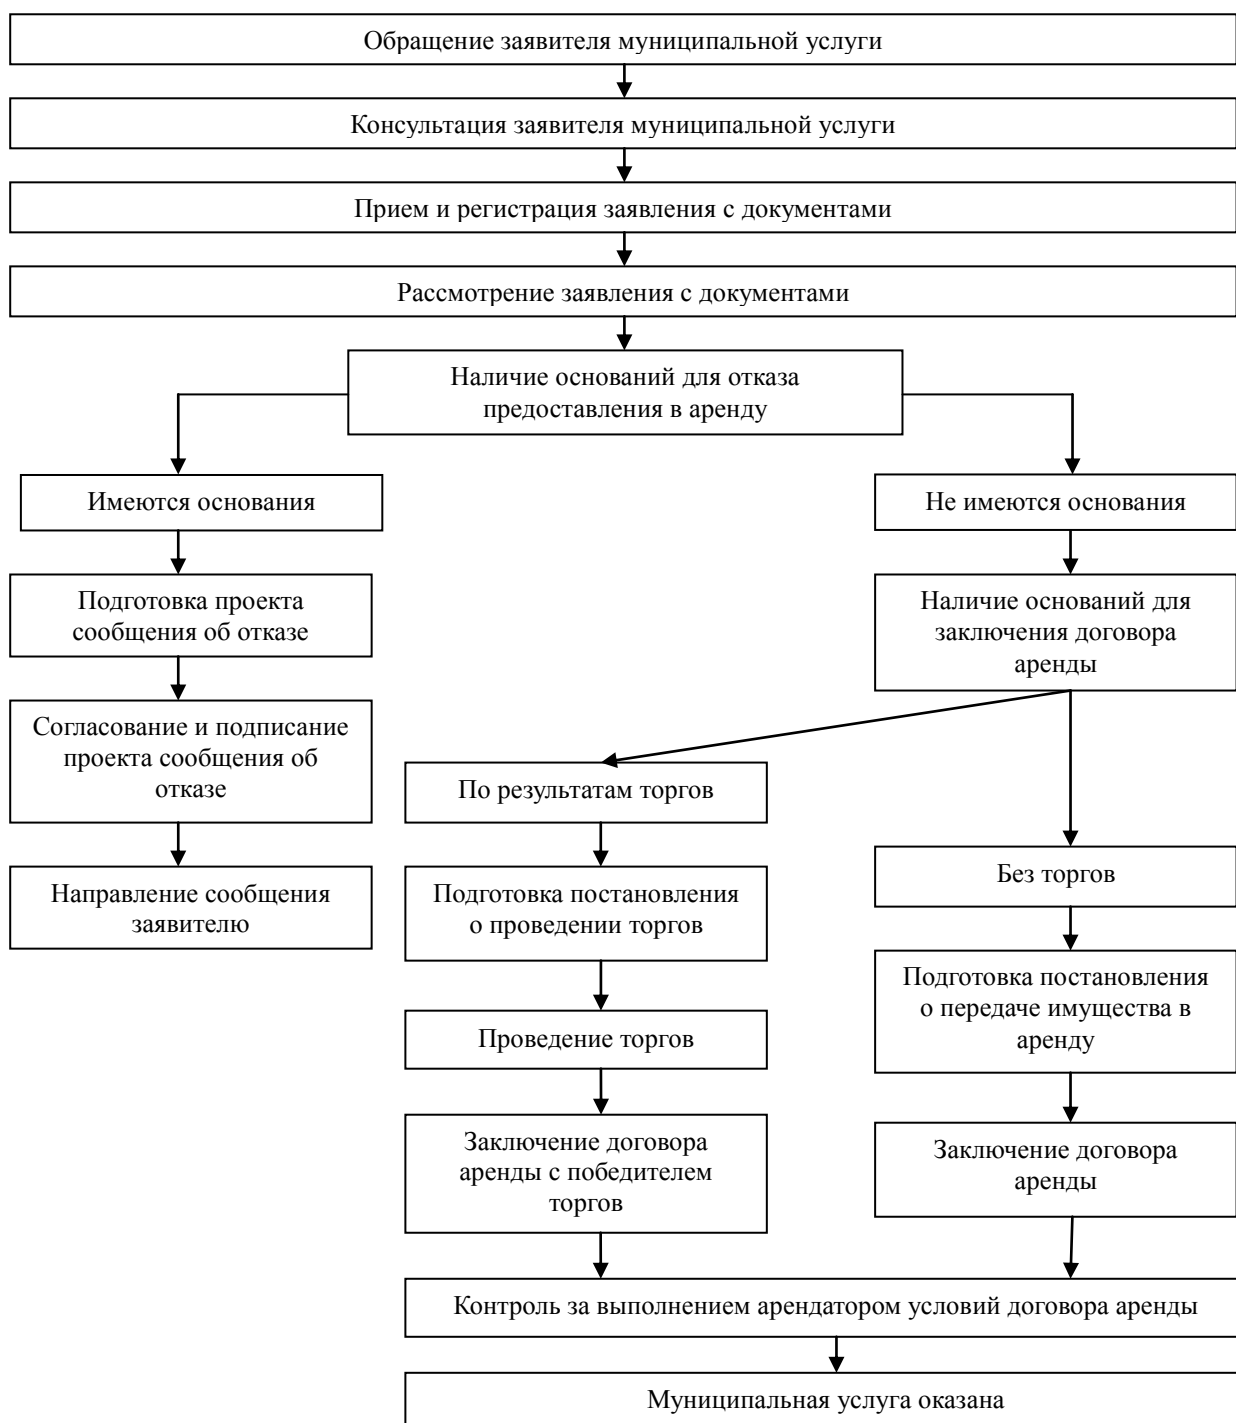 Обращение заявителя муниципальной услуги
Консультация заявителя муниципальной услуги
Прием и регистрация заявления с документами
Рассмотрение заявления с документами
Наличие оснований для отказа
предоставления в аренду
Имеются основания
Не имеются основания
Подготовка проекта
сообщения об отказе
Наличие оснований для
заключения договора
аренды
Согласование и подписание
проекта сообщения об
отказе
По результатам торгов
Направление сообщения
заявителю
Подготовка постановления
о проведении торгов
Без торгов
Проведение торгов
Подготовка постановления
о передаче имущества в
аренду
Заключение договора
аренды с победителем
торгов
Заключение договора
аренды
Контроль за выполнением арендатором условий договора аренды
Муниципальная услуга оказана